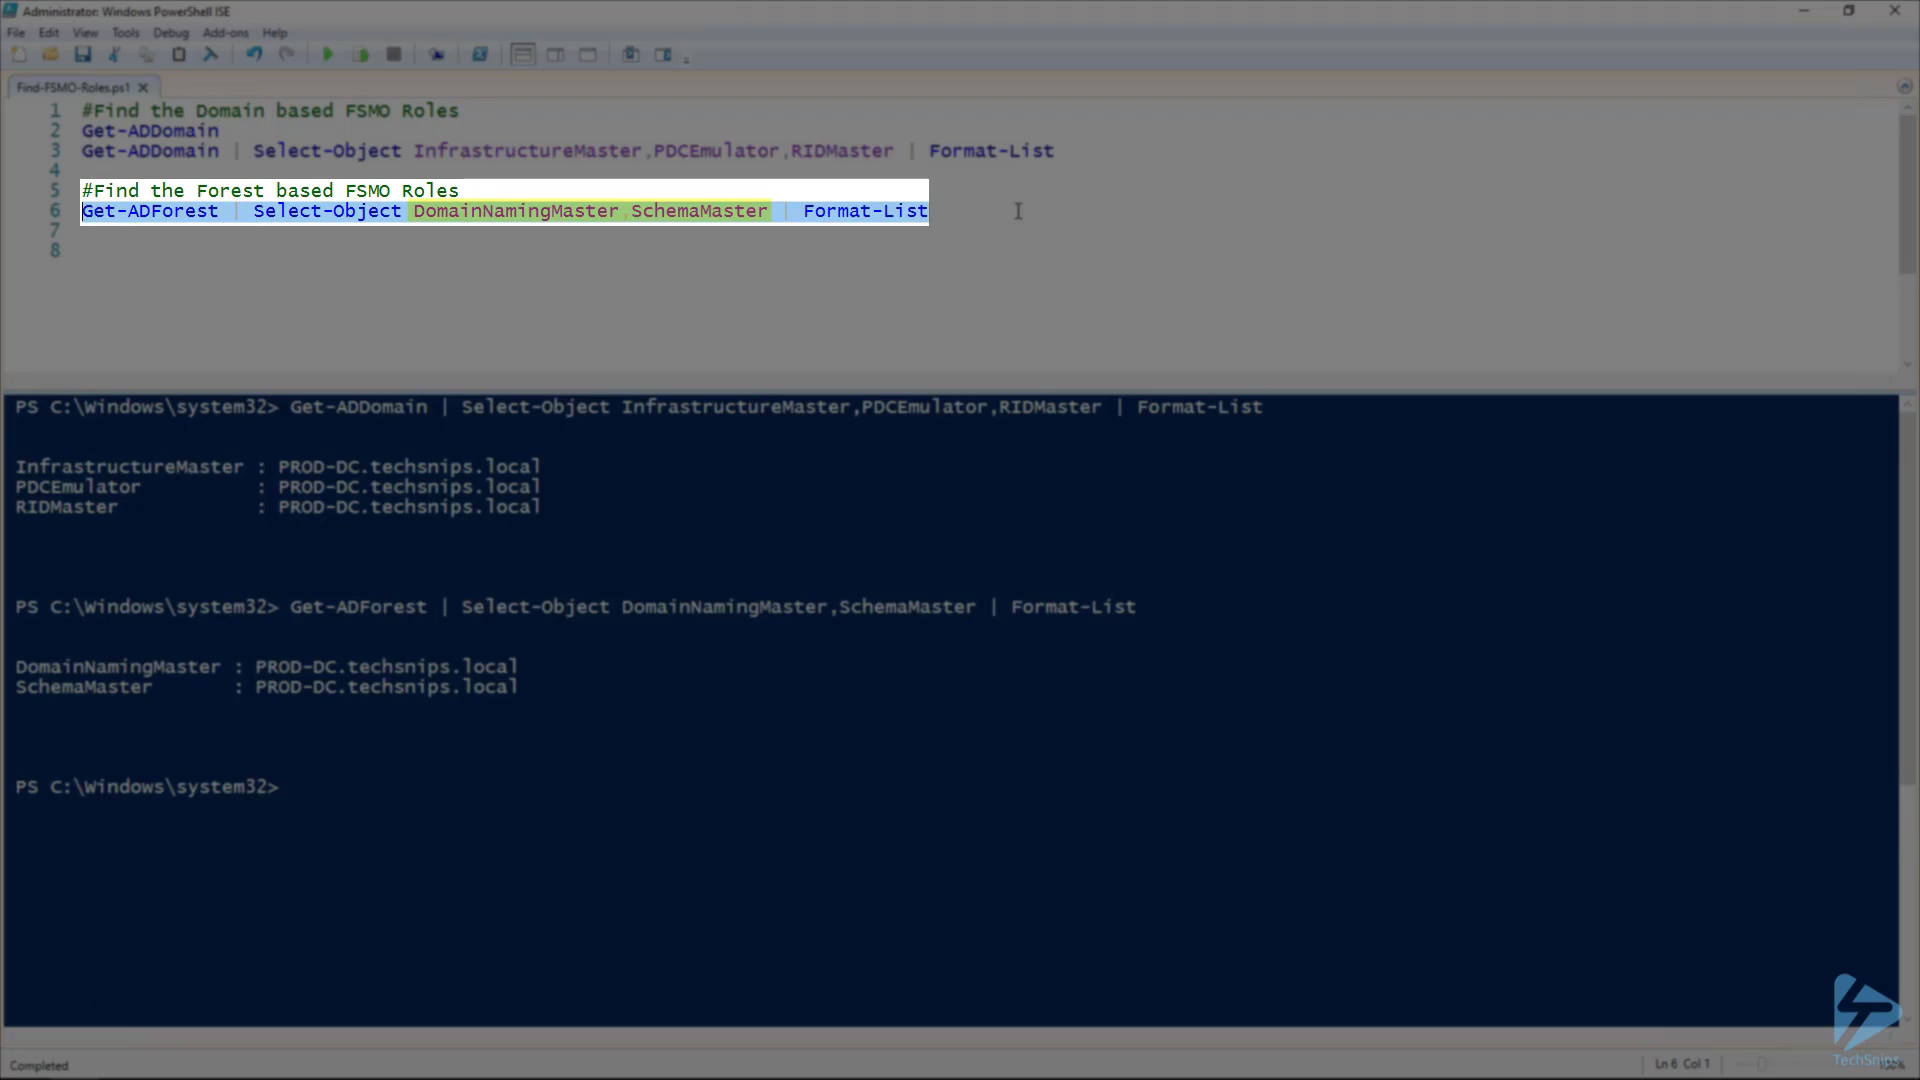 Administrator: Windows PowerShell ISE
File Edit View Tools Debug Add-ons Help
Find-FSMO-Roles.ps1
1 #Find the Domain based FSMO Roles
2 Get-ADDomain
3 Get-ADDomain | Select-Object InfrastructureMaster,PDCEmulator,RIDMaster | Format-List
4
5 #Find the Forest based FSMO Roles
6 Get-ADForest | Select-Object DomainNamingMaster,SchemaMaster | Format-List
7
8
PS C:\Windows\system32> Get-ADDomain | Select-Object InfrastructureMaster,PDCEmulator,RIDMaster | Format-List
InfrastructureMaster : PROD-DC.techsnips.local
PDCEmulator : PROD-DC.techsnips.local
RIDMaster : PROD-DC.techsnips.local
PS C:\Windows\system32> Get-ADForest | Select-Object DomainNamingMaster,SchemaMaster | Format-List
DomainNamingMaster : PROD-DC.techsnips.local
SchemaMaster : PROD-DC.techsnips.local
PS C:\Windows\system32>
Completed
Ln 6 Col 1
TechSnips